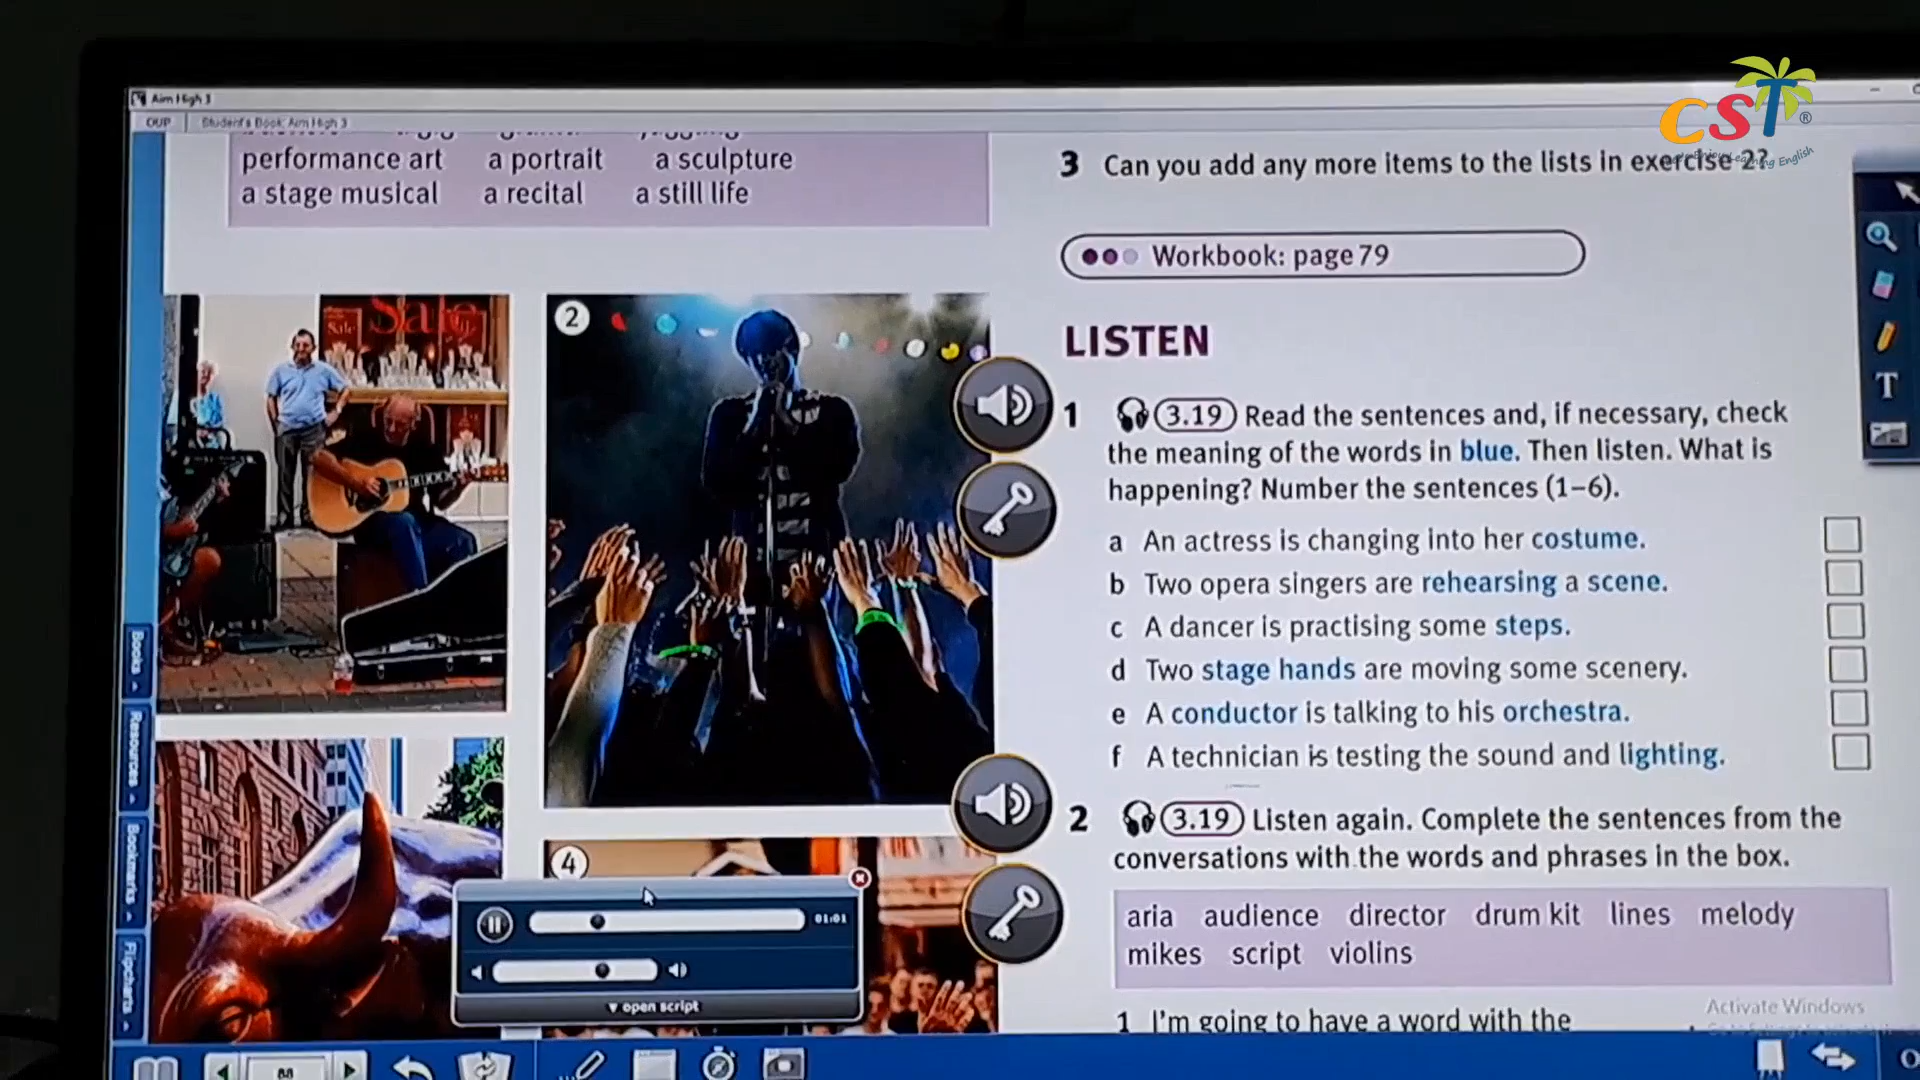 Aim High 3
OUP
Student's Book: Aim High 3
performance art a portrait a sculpture
a stage musical a recital a still life
Sale
Sale
2
4
01:01
open script
3 Can you add any more items to the lists in exercise 2?
Workbook: page 79
LISTEN
1 3.19 Read the sentences and, if necessary, check
the meaning of the words in blue. Then listen. What is
happening? Number the sentences (1–6).
a An actress is changing into her costume.
b Two opera singers are rehearsing a scene.
c A dancer is practising some steps.
d Two stage hands are moving some scenery.
e A conductor is talking to his orchestra.
f A technician is testing the sound and lighting.
2 3.19 Listen again. Complete the sentences from the
conversations with the words and phrases in the box.
aria audience director drum kit lines melody
mikes script violins
1 I'm going to have a word with the
Activate Windows
Books
Resources
Bookmarks
Flipcharts
88
T
CST®
Enjoy Learning English